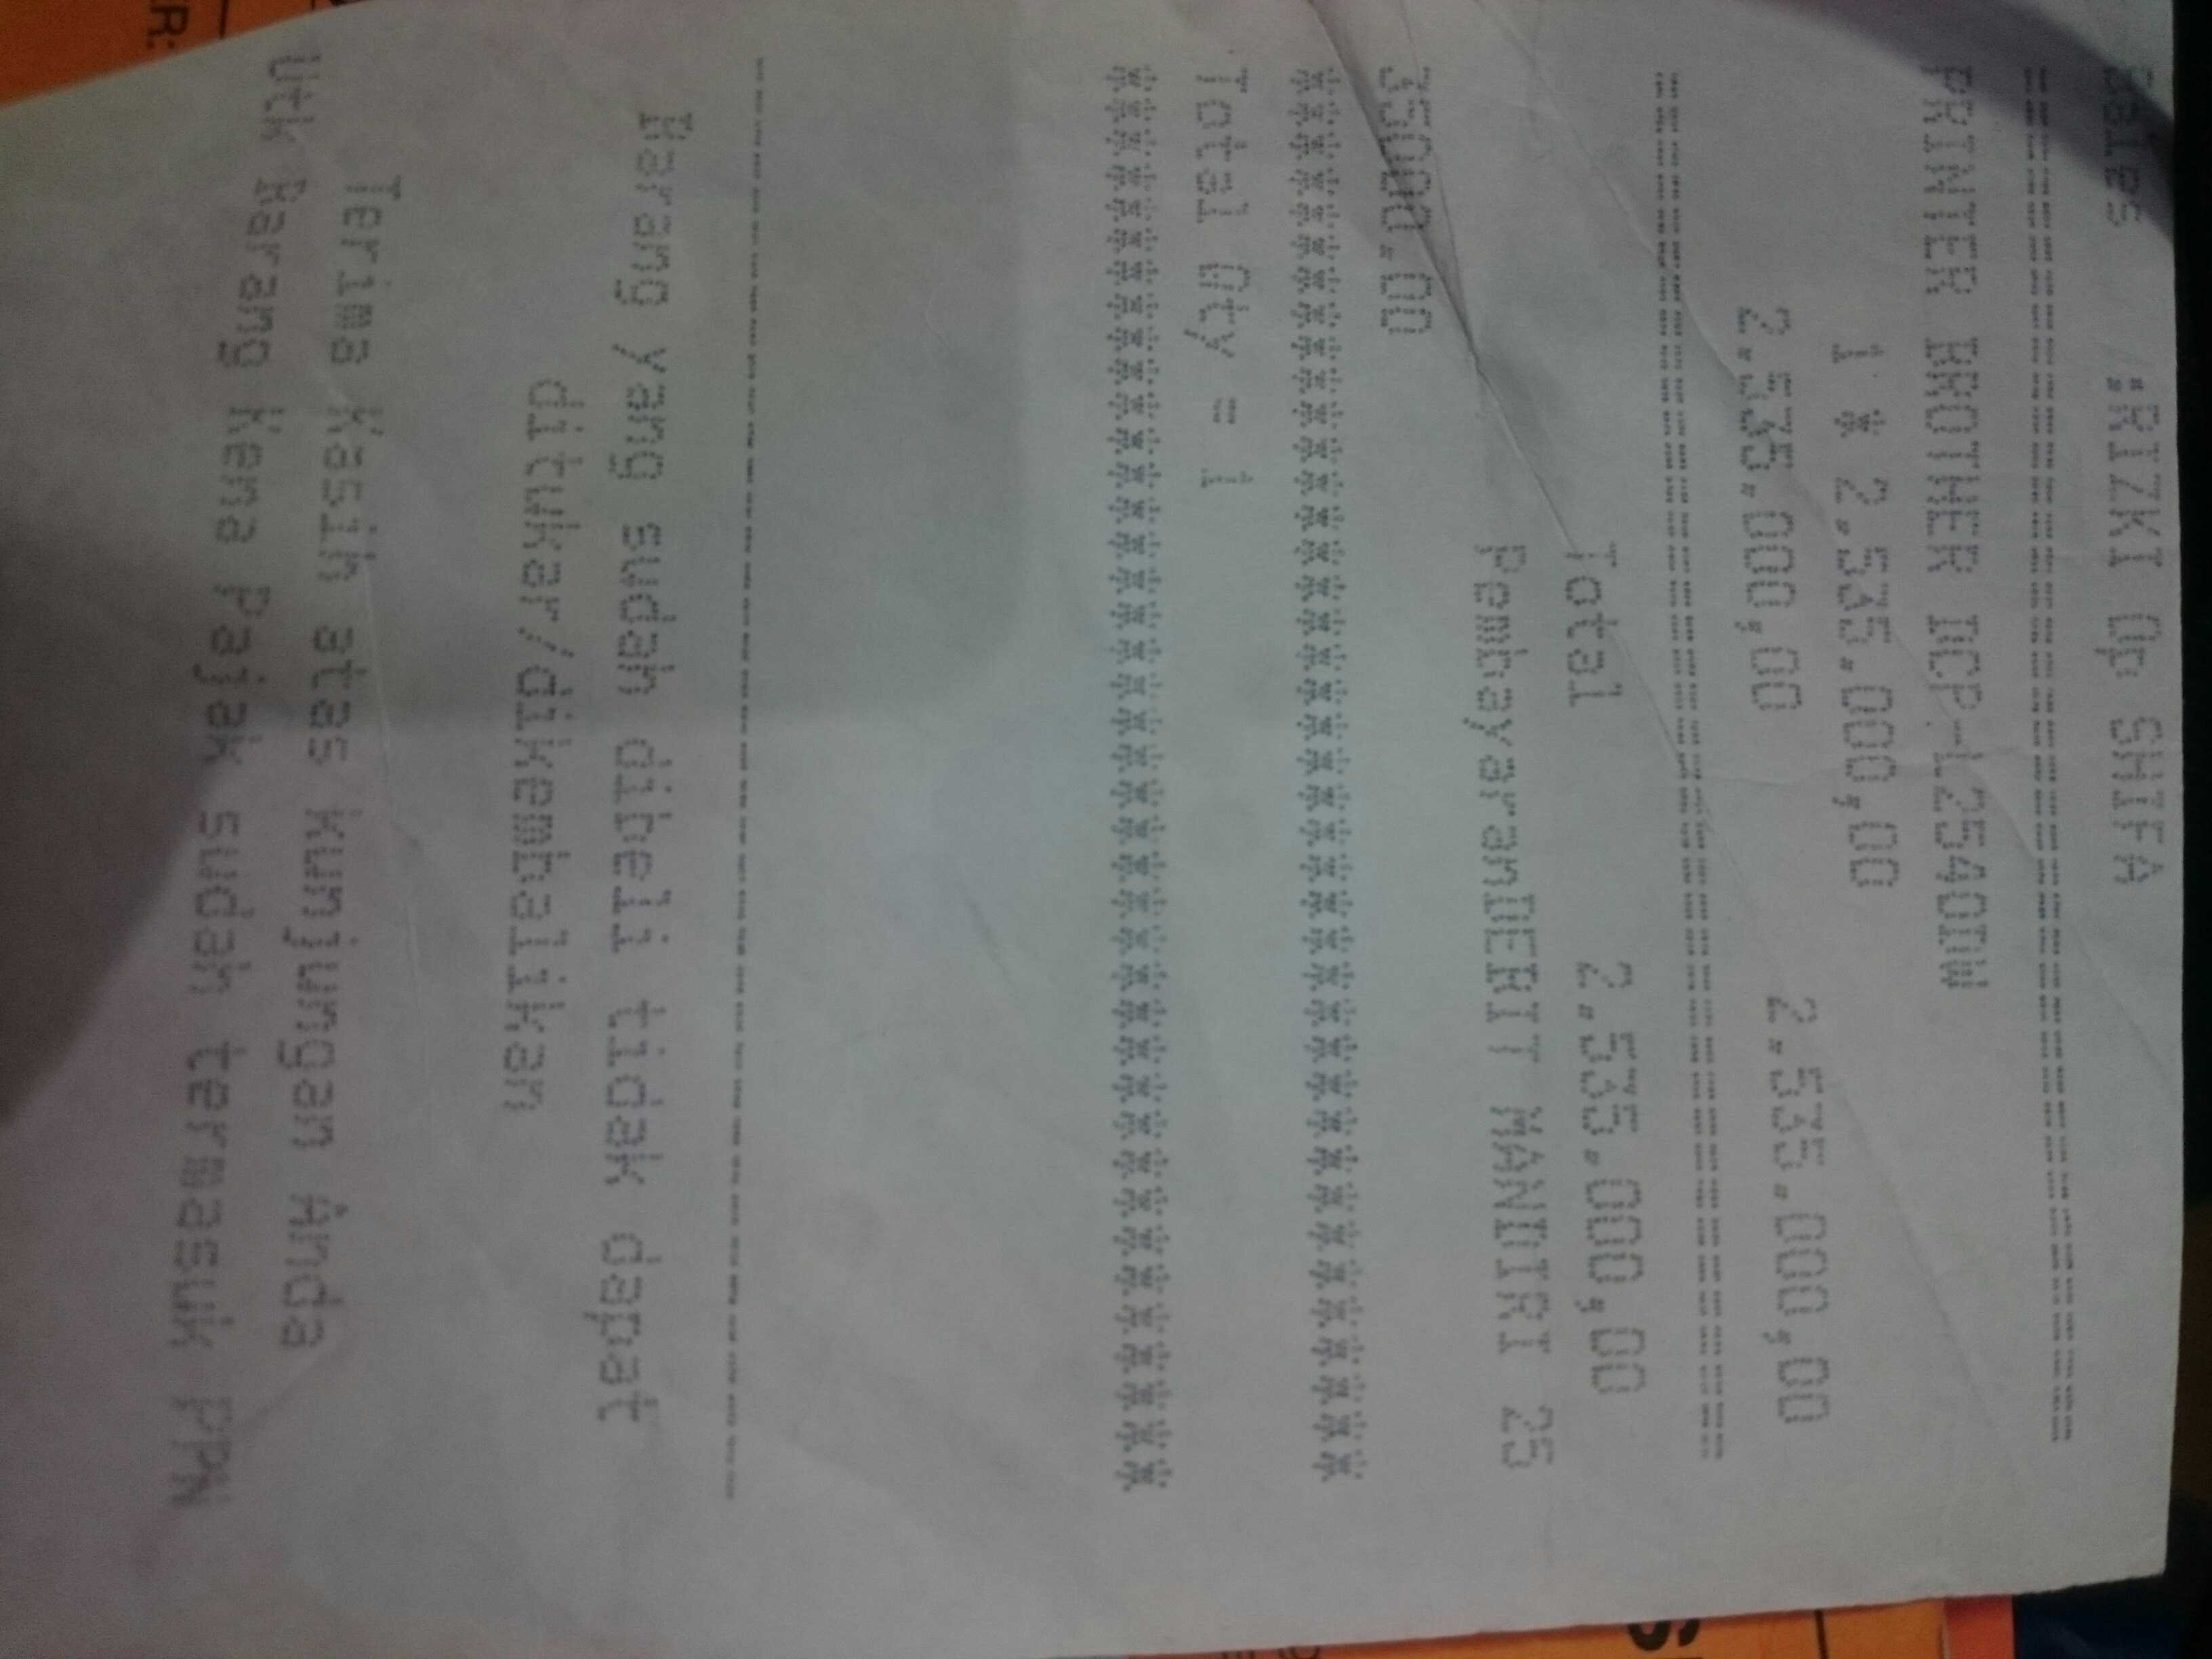 Sales :RIZKI Op SHIFA
================================
PRINTER BROTHER DCP-L2540DW
1 * 2.535.000,00
2.535.000,00 2.535.000,00
================================
Total 2.535.000,00
PembayaranDEBIT MANDIRI 25
35000.00
**********************************
Total Qty = 1
**********************************
----------------------------------------
Barang yang sudah dibeli tidak dapat
ditukar/dikembalikan
Terima Kasih atas kunjungan Anda
Utk Barang Kena Pajak sudah termasuk PPN
R: